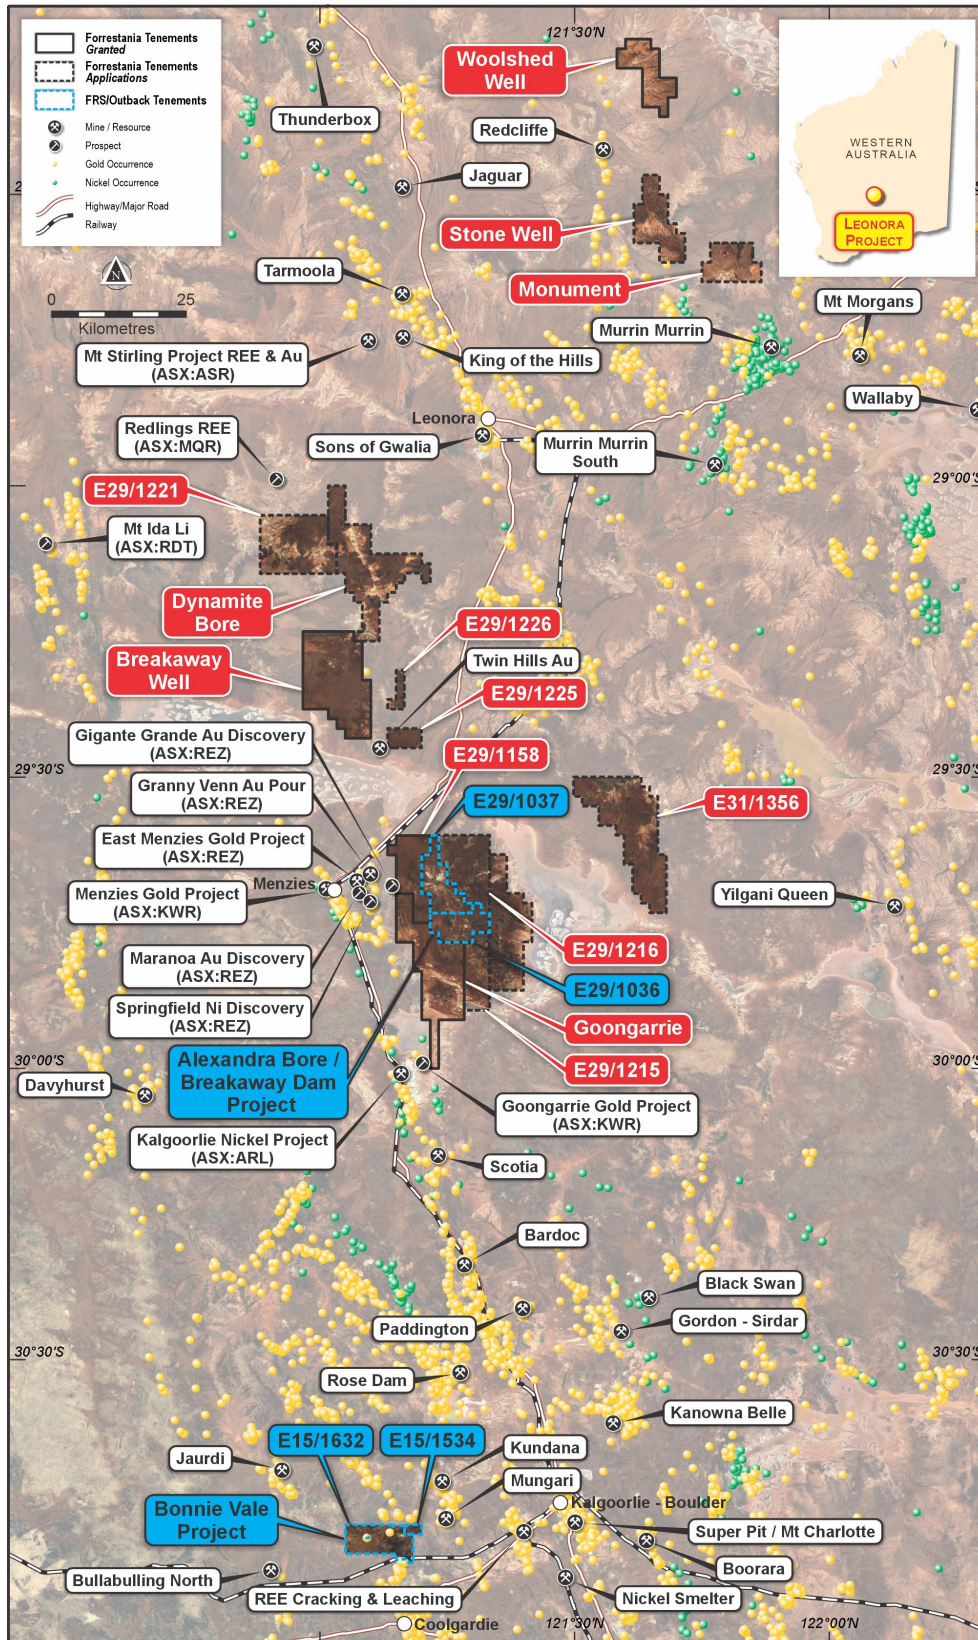 Forrestania Tenements
Granted
Forrestania Tenements
Applications
FRS/Outback Tenements
Mine / Resource
Prospect
Gold Occurrence
Nickel Occurrence
Highway/Major Road
Railway
N
0 25
Kilometres
121°30'N
WESTERN
AUSTRALIA
LEONORA
PROJECT
Woolshed
Well
Thunderbox
Redcliffe
Jaguar
Stone Well
Tarmoola
Monument
Mt Morgans
Murrin Murrin
Mt Stirling Project REE & Au
(ASX:ASR)
King of the Hills
Wallaby
Leonora
Redlings REE
(ASX:MQR)
Sons of Gwalia
Murrin Murrin
South
29°00'S
E29/1221
Mt Ida Li
(ASX:RDT)
Dynamite
Bore
E29/1226
Breakaway
Well
Twin Hills Au
E29/1225
Gigante Grande Au Discovery
(ASX:REZ)
E29/1158
29°30'S
29°30'S
Granny Venn Au Pour
(ASX:REZ)
E29/1037
E31/1356
East Menzies Gold Project
(ASX:REZ)
Menzies
Menzies Gold Project
(ASX:KWR)
Yilgani Queen
Maranoa Au Discovery
(ASX:REZ)
E29/1216
E29/1036
Springfield Ni Discovery
(ASX:REZ)
Goongarrie
30°00'S
30°00'S
Alexandra Bore /
Breakaway Dam
Project
E29/1215
Davyhurst
Goongarrie Gold Project
(ASX:KWR)
Kalgoorlie Nickel Project
(ASX:ARL)
Scotia
Bardoc
Black Swan
Paddington
Gordon - Sirdar
30°30'S
30°30'S
Rose Dam
Kanowna Belle
E15/1632
E15/1534
Jaurdi
Kundana
Mungari
Bonnie Vale
Project
Kalgoorlie - Boulder
Super Pit / Mt Charlotte
Boorara
Bullabulling North
REE Cracking & Leaching
Nickel Smelter
Coolgardie
121°30'N
122°00'N